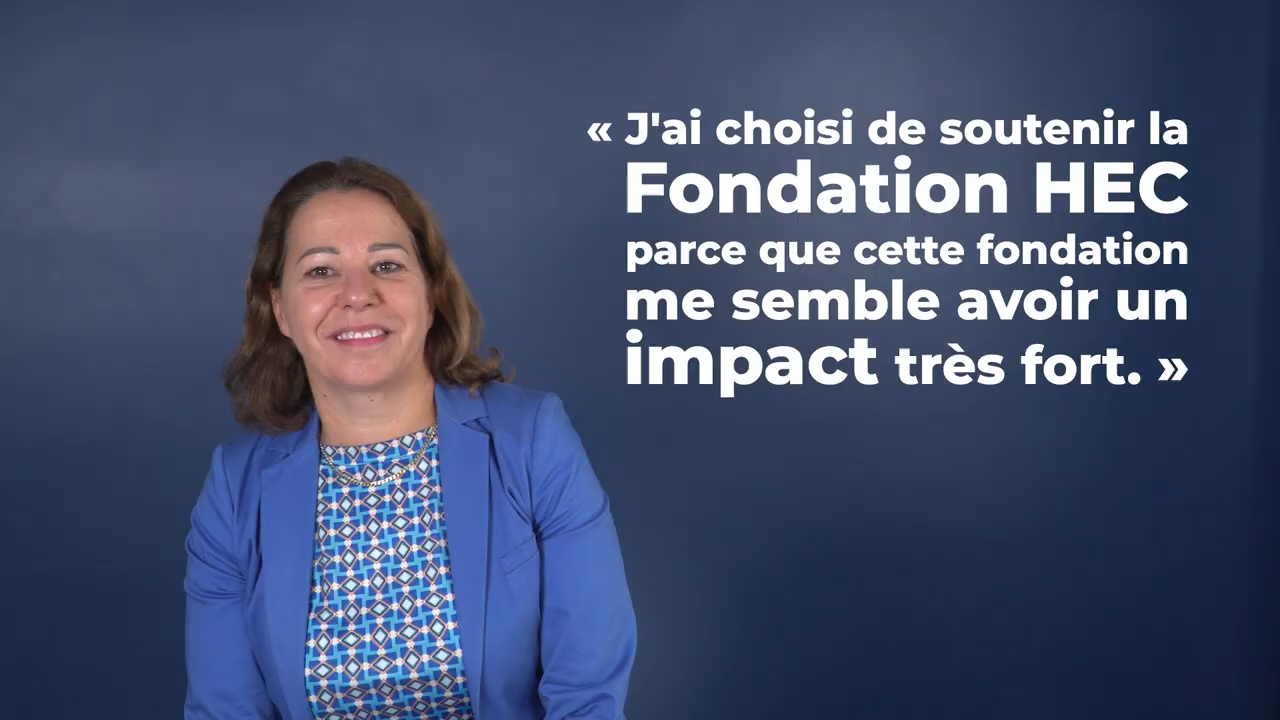 « J'ai choisi de soutenir la
Fondation HEC
parce que cette fondation
me semble avoir un
impact très fort. »